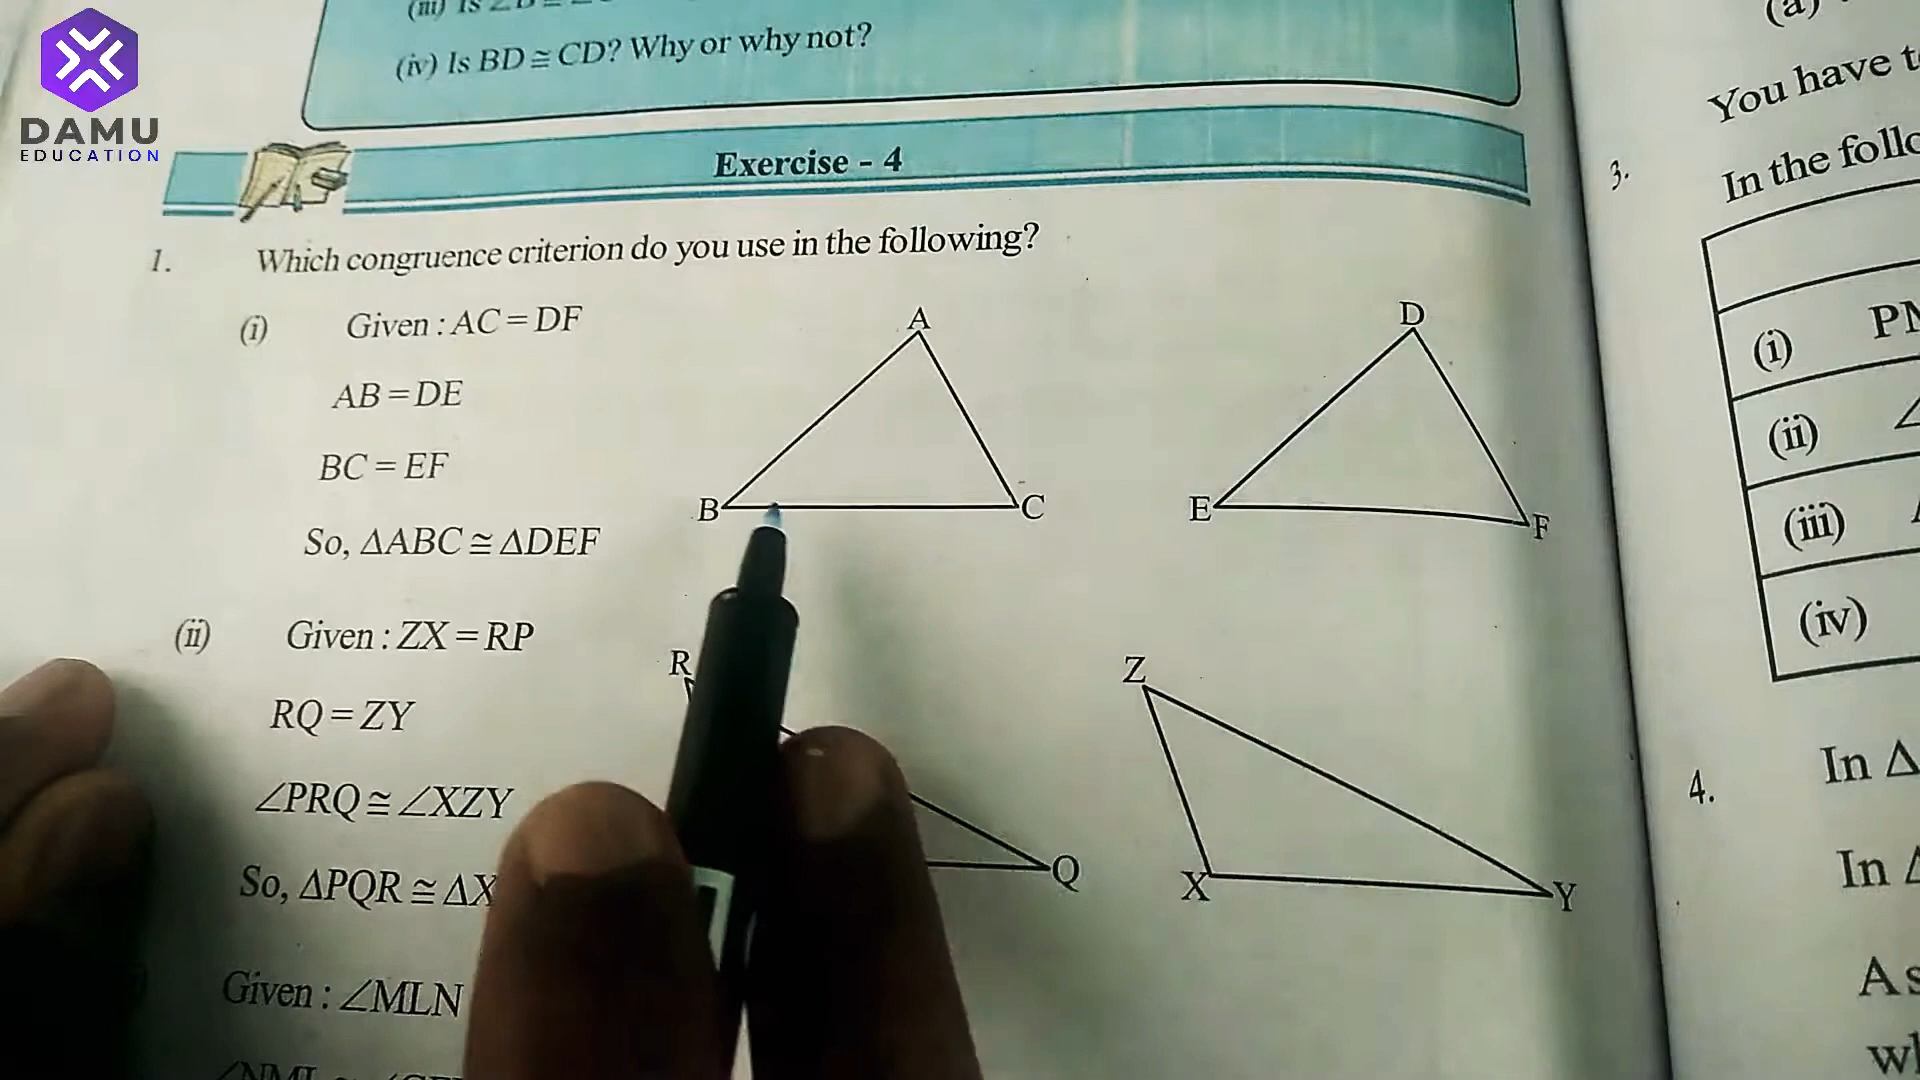 (iv) Is BD ≅ CD? Why or why not?
DAMU
EDUCATION
Exercise - 4
1. Which congruence criterion do you use in the following?
(i) Given : AC = DF
AB = DE
BC = EF
So, ΔABC ≅ ΔDEF
A
B
C
D
E
F
(ii) Given : ZX = RP
RQ = ZY
∠PRQ ≅ ∠XZY
So, ΔPQR ≅ ΔX
R
Q
Z
X
Y
Given : ∠MLN
(a)
You have
3. In the
(i)
(ii)
(iii)
(iv)
4. In Δ
In